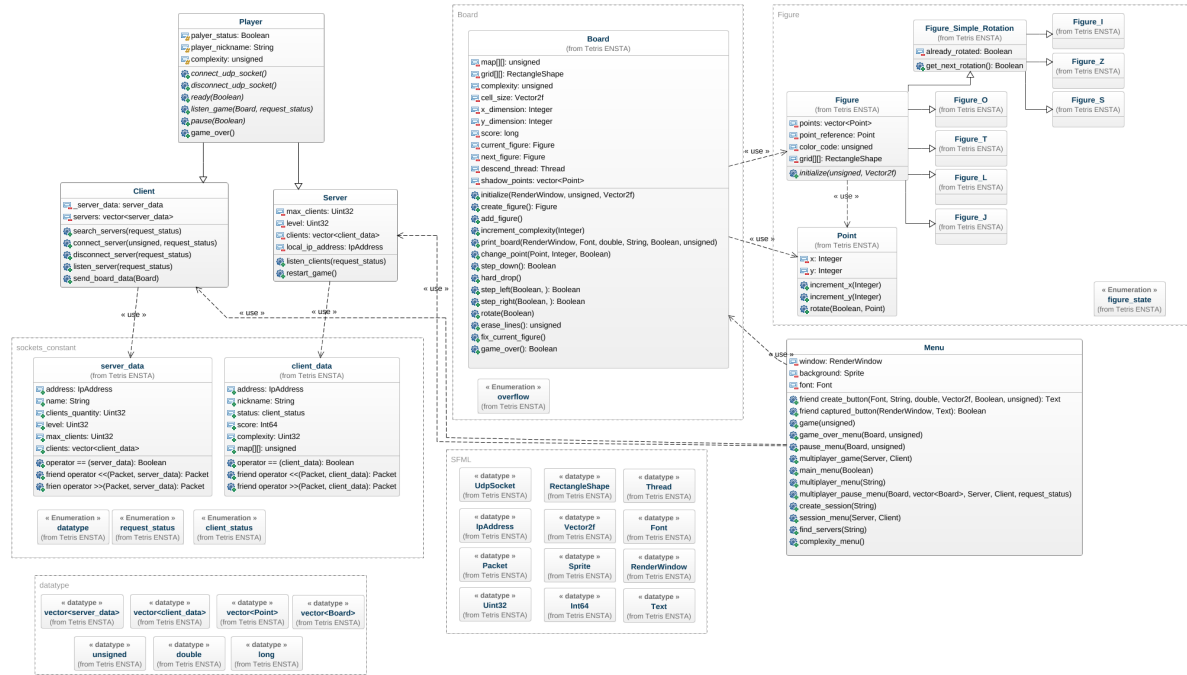 Player
palyer_status: Boolean
player_nickname: String
complexity: unsigned
connect_udp_socket()
disconnect_udp_socket()
ready(Boolean)
listen_game(Board, request_status)
pause(Boolean)
game_over()
Client
_server_data: server_data
servers: vector<server_data>
search_servers(request_status)
connect_server(unsigned, request_status)
disconnect_server(request_status)
listen_server(request_status)
send_board_data(Board)
Server
max_clients: Uint32
level: Uint32
clients: vector<client_data>
local_ip_address: IpAddress
listen_clients(request_status)
restart_game()
« use »
« use »
« use »
« use »
sockets_constant
server_data
(from Tetris ENSTA)
address: IpAddress
name: String
clients_quantity: Uint32
level: Uint32
max_clients: Uint32
clients: vector<client_data>
operator == (server_data): Boolean
friend operator <<(Packet, server_data): Packet
frien operator >>(Packet, server_data): Packet
client_data
(from Tetris ENSTA)
address: IpAddress
nickname: String
status: client_status
score: Int64
complexity: Uint32
map[][]: unsigned
operator == (client_data): Boolean
friend operator <<(Packet, client_data): Packet
friend operator >>(Packet, client_data): Packet
« Enumeration »
datatype
(from Tetris ENSTA)
« Enumeration »
request_status
(from Tetris ENSTA)
« Enumeration »
client_status
(from Tetris ENSTA)
datatype
« datatype »
vector<server_data>
(from Tetris ENSTA)
« datatype »
vector<client_data>
(from Tetris ENSTA)
« datatype »
vector<Point>
(from Tetris ENSTA)
« datatype »
vector<Board>
(from Tetris ENSTA)
« datatype »
unsigned
(from Tetris ENSTA)
« datatype »
double
(from Tetris ENSTA)
« datatype »
long
(from Tetris ENSTA)
Board
Board
(from Tetris ENSTA)
map[][]: unsigned
grid[][]: RectangleShape
complexity: unsigned
cell_size: Vector2f
x_dimension: Integer
y_dimension: Integer
score: long
current_figure: Figure
next_figure: Figure
descend_thread: Thread
shadow_points: vector<Point>
initialize(RenderWindow, unsigned, Vector2f)
create_figure(): Figure
add_figure()
increment_complexity(Integer)
print_board(RenderWindow, Font, double, String, Boolean, unsigned)
change_point(Point, Integer, Boolean)
step_down(): Boolean
hard_drop()
step_left(Boolean, ): Boolean
step_right(Boolean, ): Boolean
rotate(Boolean)
erase_lines(): unsigned
fix_current_figure()
game_over(): Boolean
« Enumeration »
overflow
(from Tetris ENSTA)
« use »
« use »
« use »
SFML
« datatype »
UdpSocket
(from Tetris ENSTA)
« datatype »
RectangleShape
(from Tetris ENSTA)
« datatype »
Thread
(from Tetris ENSTA)
« datatype »
IpAddress
(from Tetris ENSTA)
« datatype »
Vector2f
(from Tetris ENSTA)
« datatype »
Font
(from Tetris ENSTA)
« datatype »
Packet
(from Tetris ENSTA)
« datatype »
Sprite
(from Tetris ENSTA)
« datatype »
RenderWindow
(from Tetris ENSTA)
« datatype »
Uint32
(from Tetris ENSTA)
« datatype »
Int64
(from Tetris ENSTA)
« datatype »
Text
(from Tetris ENSTA)
Figure
Figure_Simple_Rotation
(from Tetris ENSTA)
already_rotated: Boolean
get_next_rotation(): Boolean
Figure_I
(from Tetris ENSTA)
Figure_Z
(from Tetris ENSTA)
Figure_S
(from Tetris ENSTA)
Figure
(from Tetris ENSTA)
points: vector<Point>
point_reference: Point
color_code: unsigned
grid[][]: RectangleShape
initialize(unsigned, Vector2f)
Figure_O
(from Tetris ENSTA)
Figure_T
(from Tetris ENSTA)
Figure_L
(from Tetris ENSTA)
Figure_J
(from Tetris ENSTA)
« use »
Point
(from Tetris ENSTA)
x: Integer
y: Integer
increment_x(Integer)
increment_y(Integer)
rotate(Boolean, Point)
« Enumeration »
figure_state
(from Tetris ENSTA)
Menu
window: RenderWindow
background: Sprite
font: Font
friend create_button(Font, String, double, Vector2f, Boolean, unsigned): Text
friend captured_button(RenderWindow, Text): Boolean
game(unsigned)
game_over_menu(Board, unsigned)
pause_menu(Board, unsigned)
multiplayer_game(Server, Client)
main_menu(Boolean)
multiplayer_menu(String)
multiplayer_pause_menu(Board, vector<Board>, Server, Client, request_status)
create_session(String)
session_menu(Server, Client)
find_servers(String)
complexity_menu()